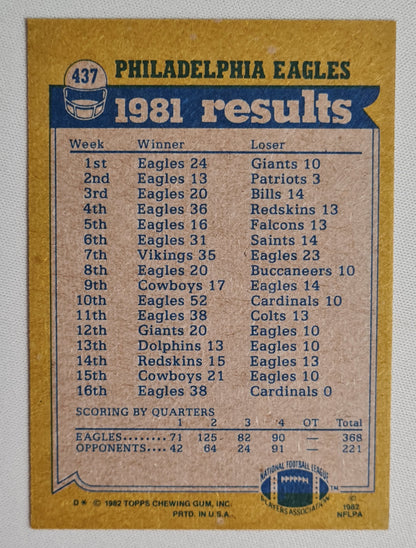 437
PHILADELPHIA EAGLES
1981 results
Week Winner Loser
1st Eagles 24 Giants 10
2nd Eagles 13 Patriots 3
3rd Eagles 20 Bills 14
4th Eagles 36 Redskins 13
5th Eagles 16 Falcons 13
6th Eagles 31 Saints 14
7th Vikings 35 Eagles 23
8th Eagles 20 Buccaneers 10
9th Cowboys 17 Eagles 14
10th Eagles 52 Cardinals 10
11th Eagles 38 Colts 13
12th Giants 20 Eagles 10
13th Dolphins 13 Eagles 10
14th Redskins 15 Eagles 13
15th Cowboys 21 Eagles 10
16th Eagles 38 Cardinals 0
SCORING BY QUARTERS
1 2 3 4 OT Total
EAGLES........ 71 125 82 90 — 368
OPPONENTS.... 42 64 24 91 — 221
NATIONAL FOOTBALL LEAGUE
PLAYERS ASSOCIATION
D* © 1982 TOPPS CHEWING GUM, INC.
PRTD. IN U.S.A.
© 1982
NFLPA